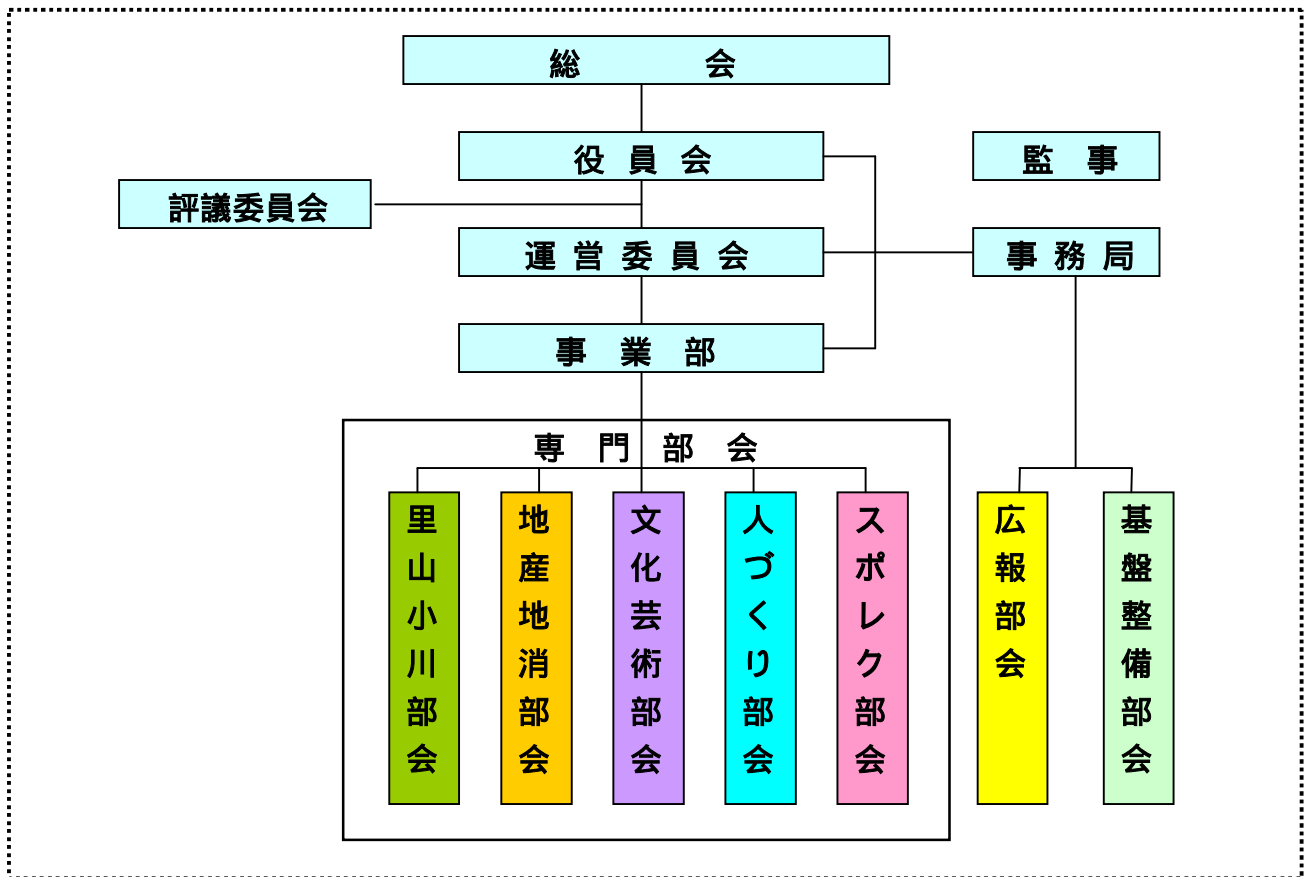 総　会
役 員 会
監　事
評議委員会
運 営 委 員 会
事 務 局
事　業　部
専　門　部　会
里山小川部会
地産地消部会
文化芸術部会
人づくり部会
スポレク部会
広報部会
基盤整備部会